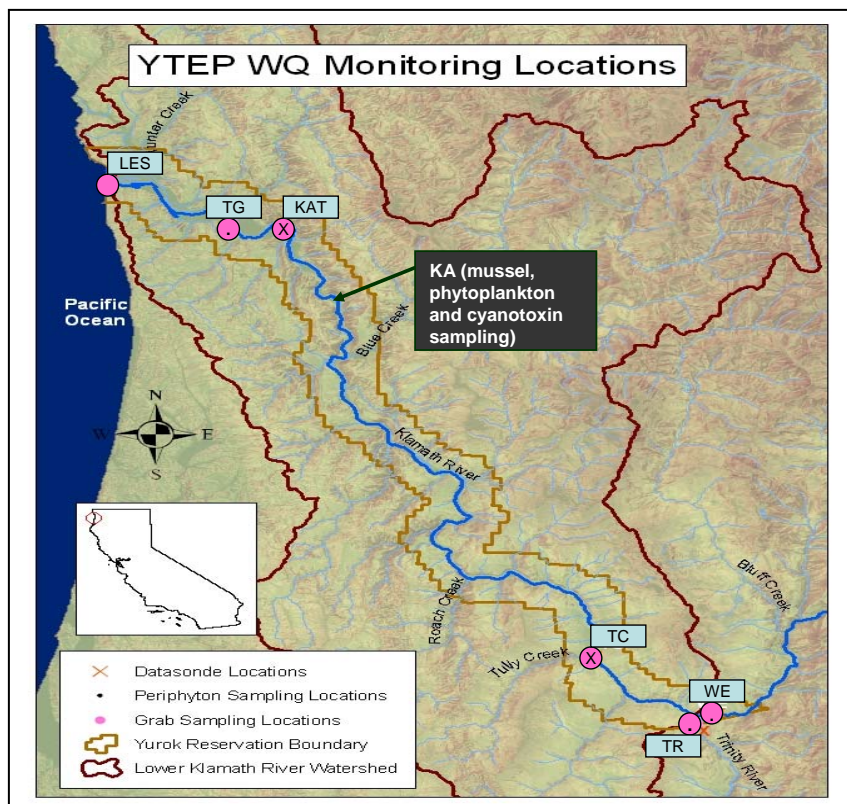 YTEP WQ Monitoring Locations
unter Creek
LES
TG
KAT
KA (mussel,
phytoplankton
and cyanotoxin
sampling)
Pacific
Ocean
Blue Creek
N
W
E
S
Klamath River
Bluff Creek
Roach Creek
TC
Tully Creek
WE
TR
Trinity River
Datasonde Locations
Periphyton Sampling Locations
Grab Sampling Locations
Yurok Reservation Boundary
Lower Klamath River Watershed